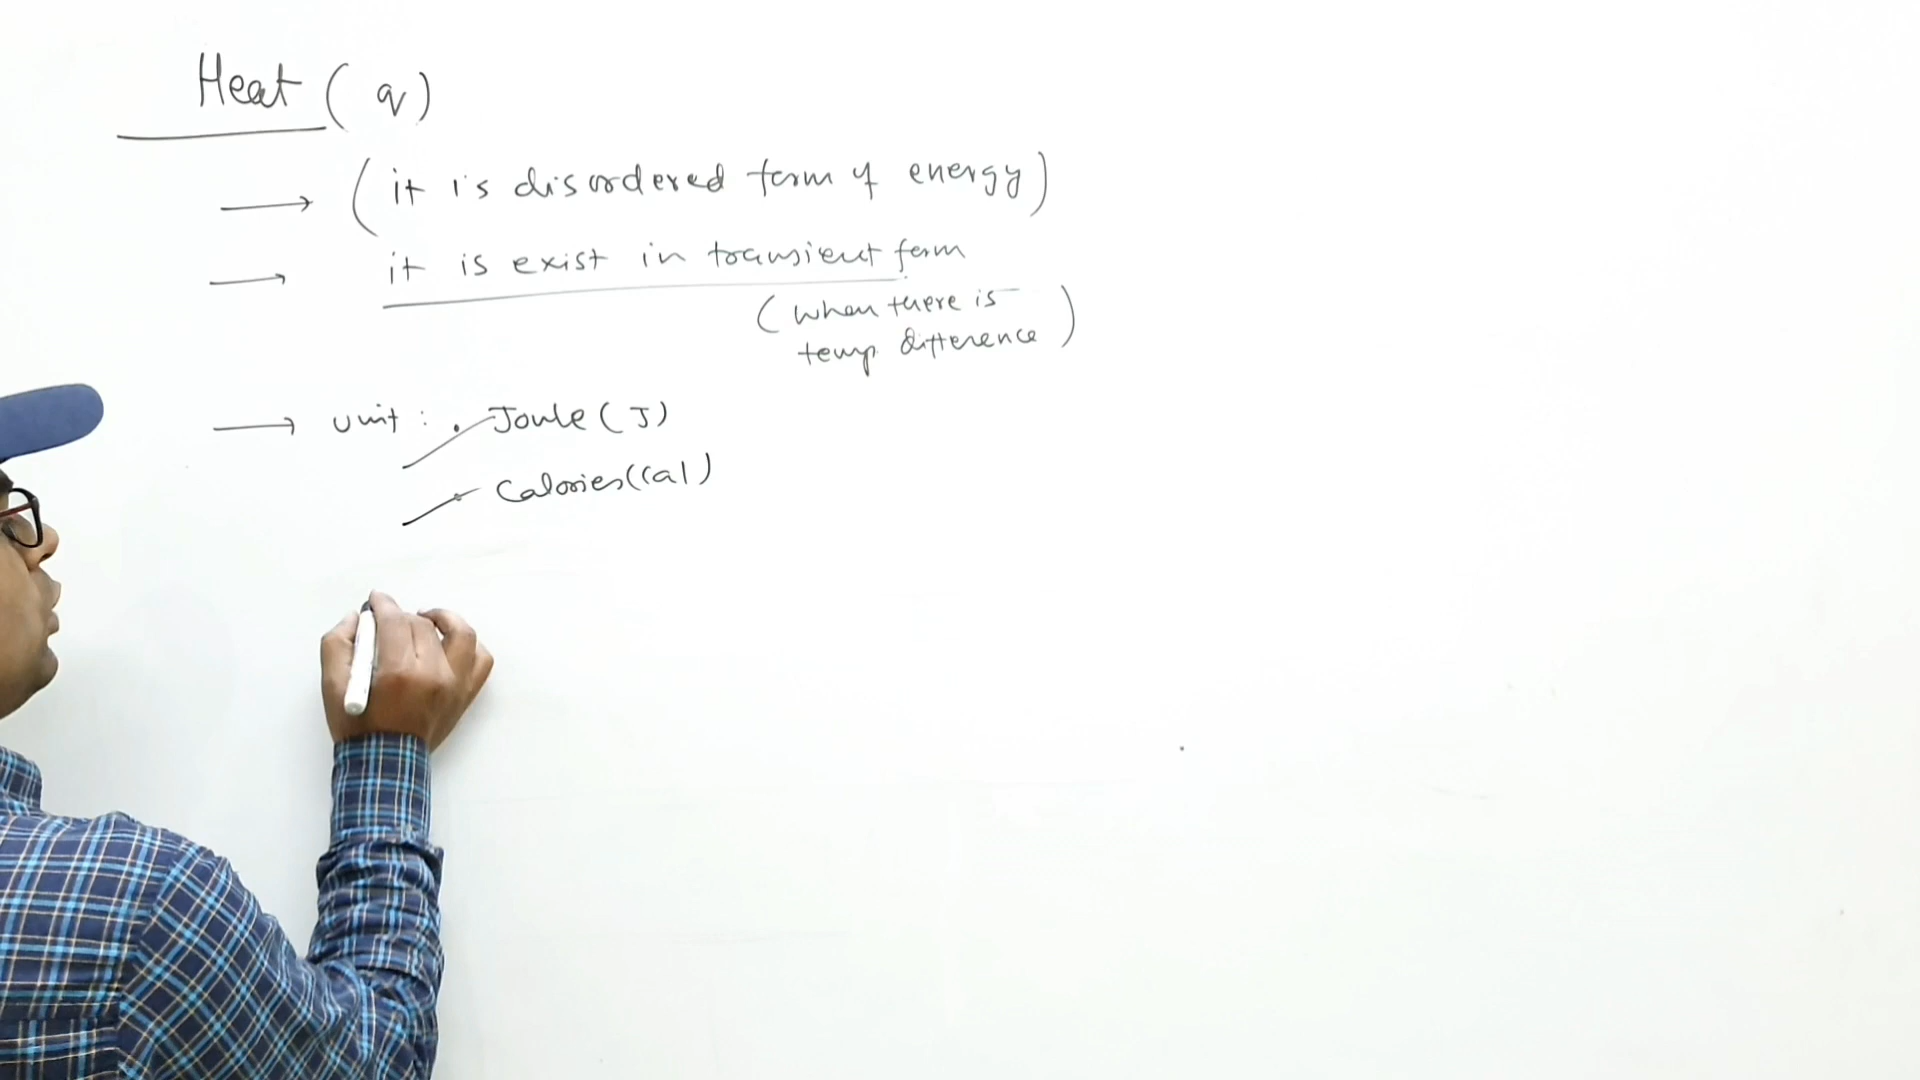 Heat (q)
→ (it is disordered form of energy)
→ it is exist in transient form
(when there is
temp. difference)
→ unit : . Joule (J)
Calories (Cal)